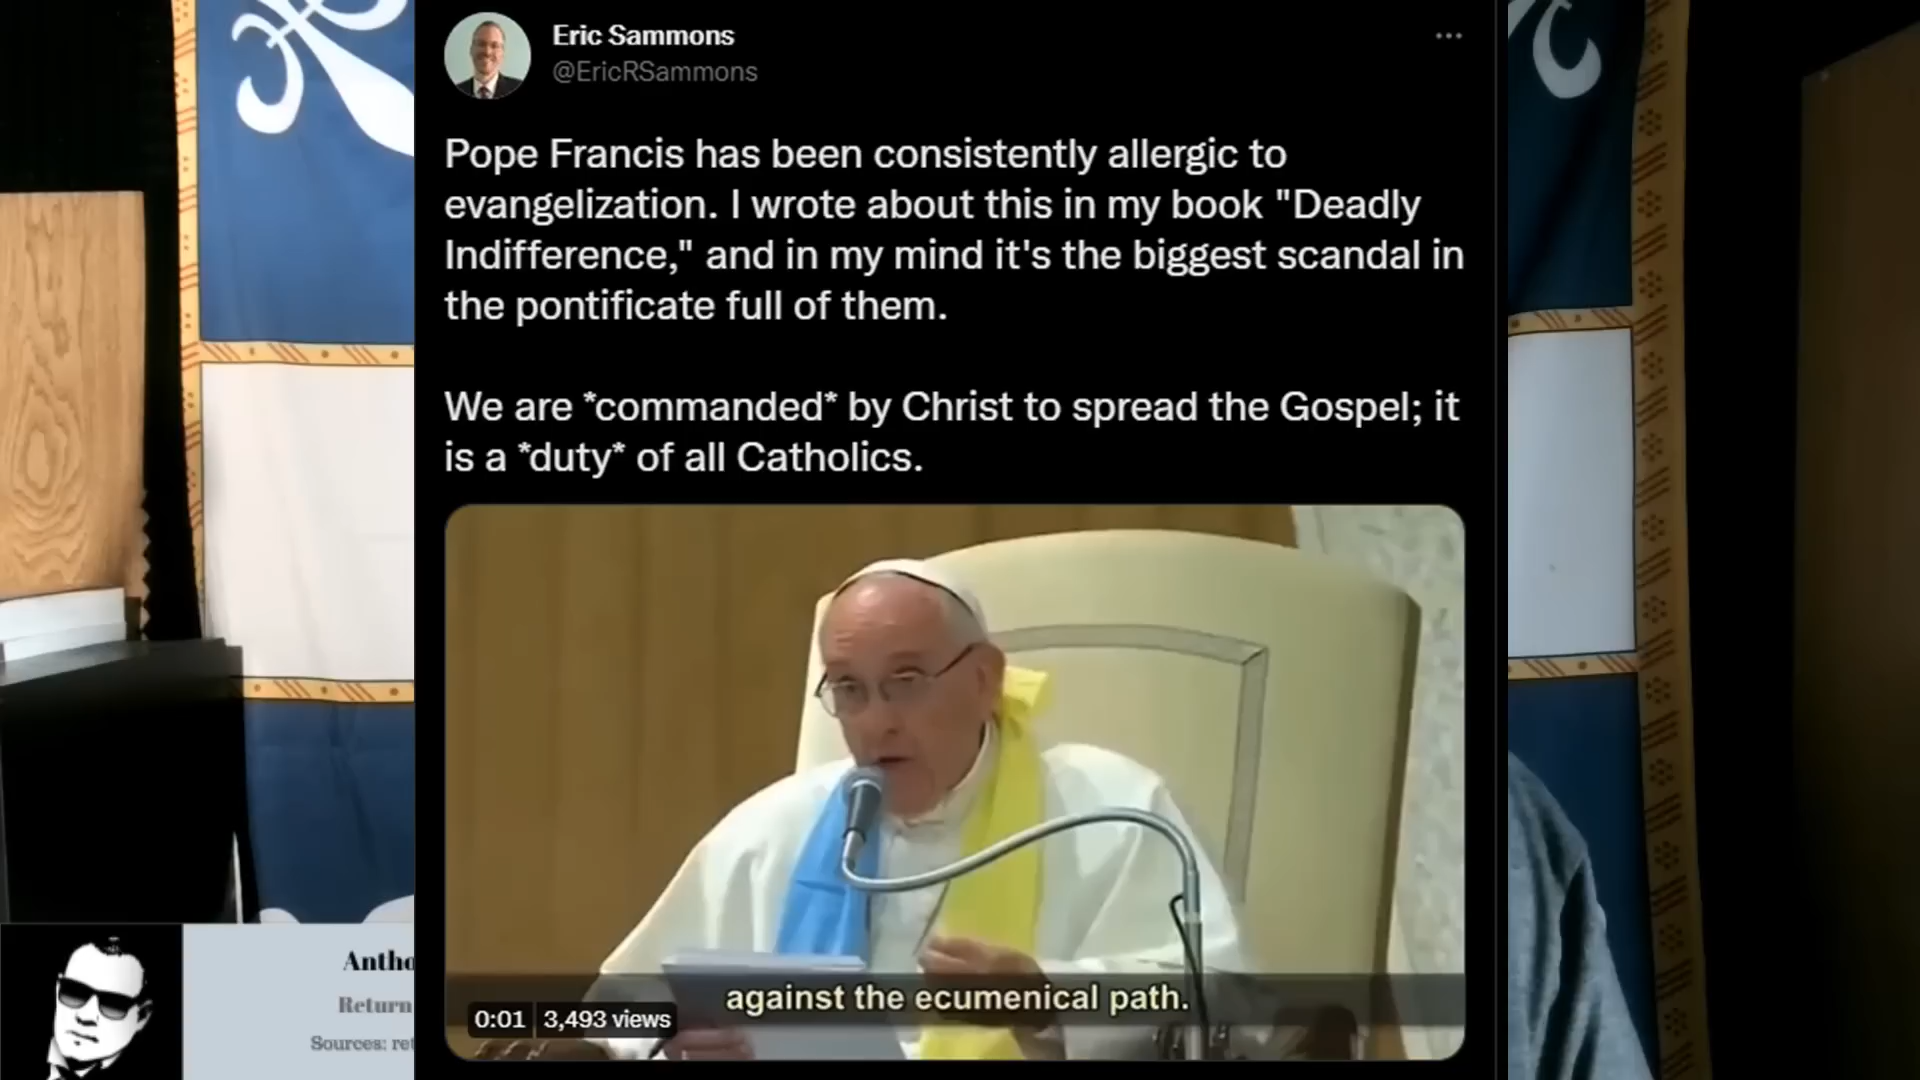 Eric Sammons
@EricRSammons
Pope Francis has been consistently allergic to
evangelization. I wrote about this in my book "Deadly
Indifference," and in my mind it's the biggest scandal in
the pontificate full of them.
We are *commanded* by Christ to spread the Gospel; it
is a *duty* of all Catholics.
against the ecumenical path.
0:01 3,493 views
Antho
Return
Sources: ret